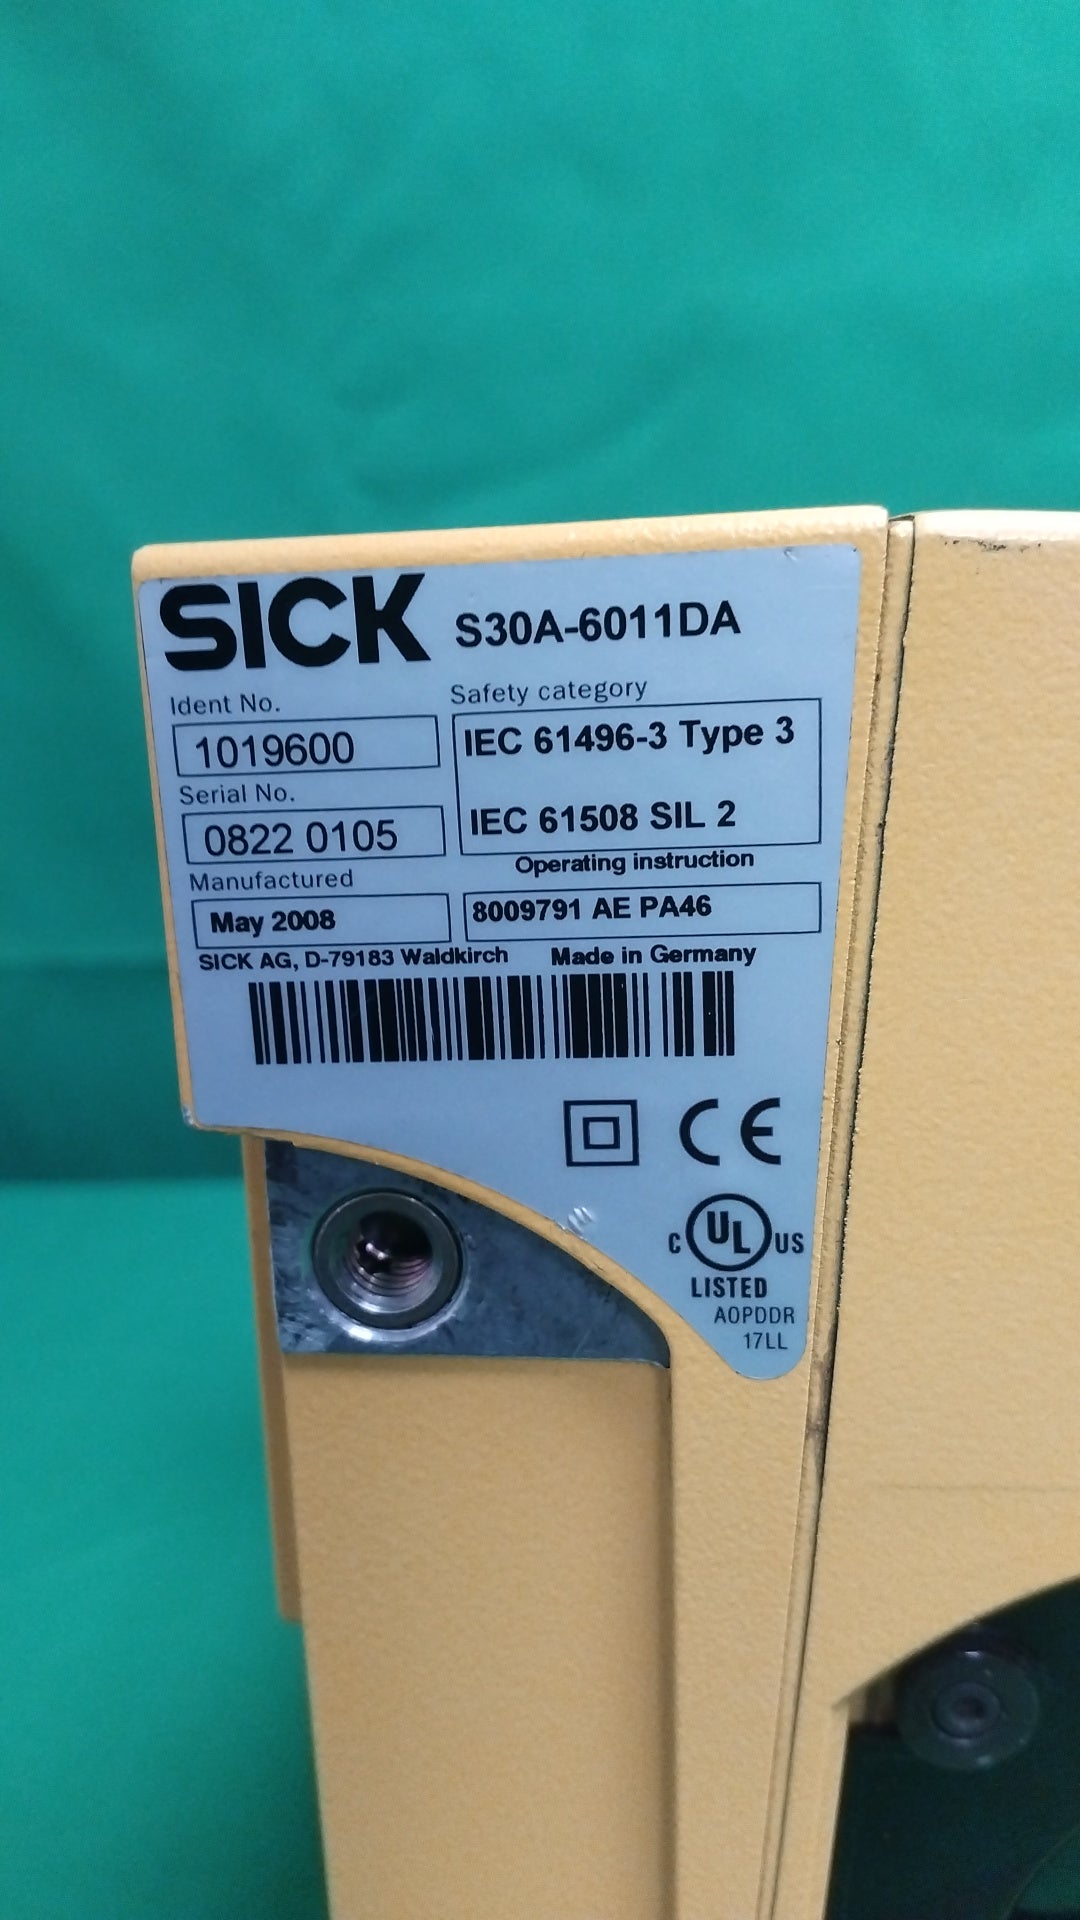 SICK S30A-6011DA
Ident No.
1019600
Safety category
IEC 61496-3 Type 3
IEC 61508 SIL 2
Serial No.
0822 0105
Operating instruction
8009791 AE PA46
Manufactured
May 2008
SICK AG, D-79183 Waldkirch Made in Germany
CE
C UL US
LISTED
AOPDDR
17LL